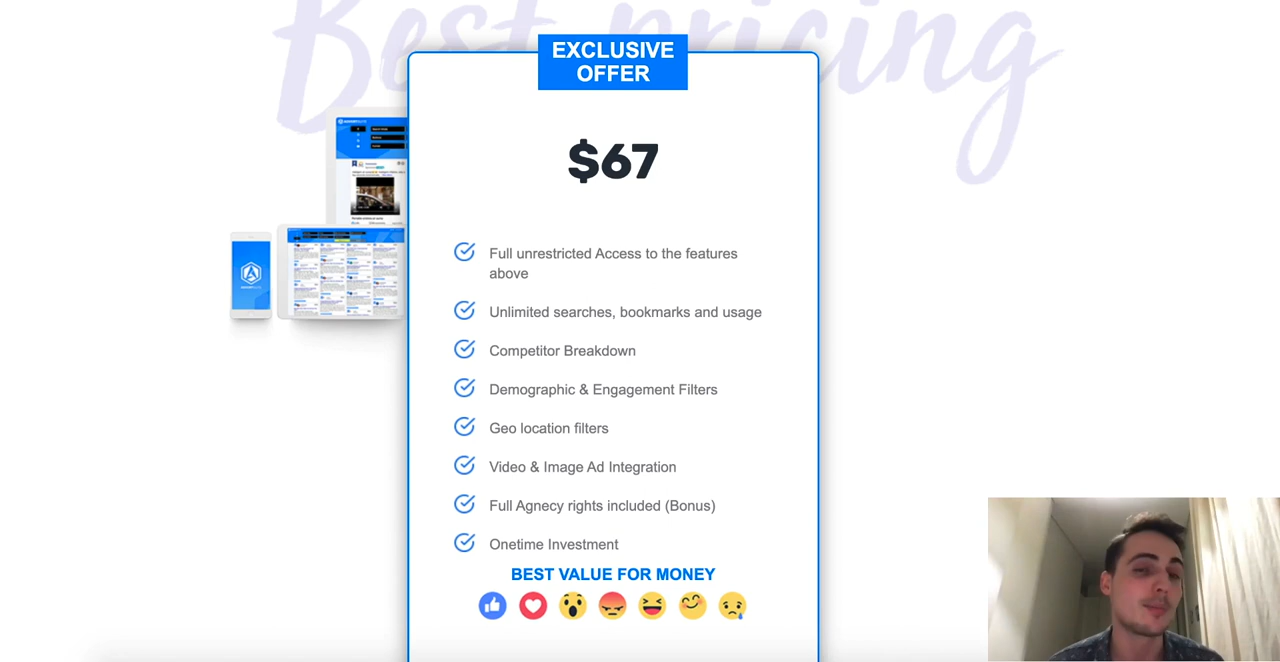 Best pricing
EXCLUSIVE
OFFER
$67
Full unrestricted Access to the features
above
Unlimited searches, bookmarks and usage
Competitor Breakdown
Demographic & Engagement Filters
Geo location filters
Video & Image Ad Integration
Full Agnecy rights included (Bonus)
Onetime Investment
BEST VALUE FOR MONEY